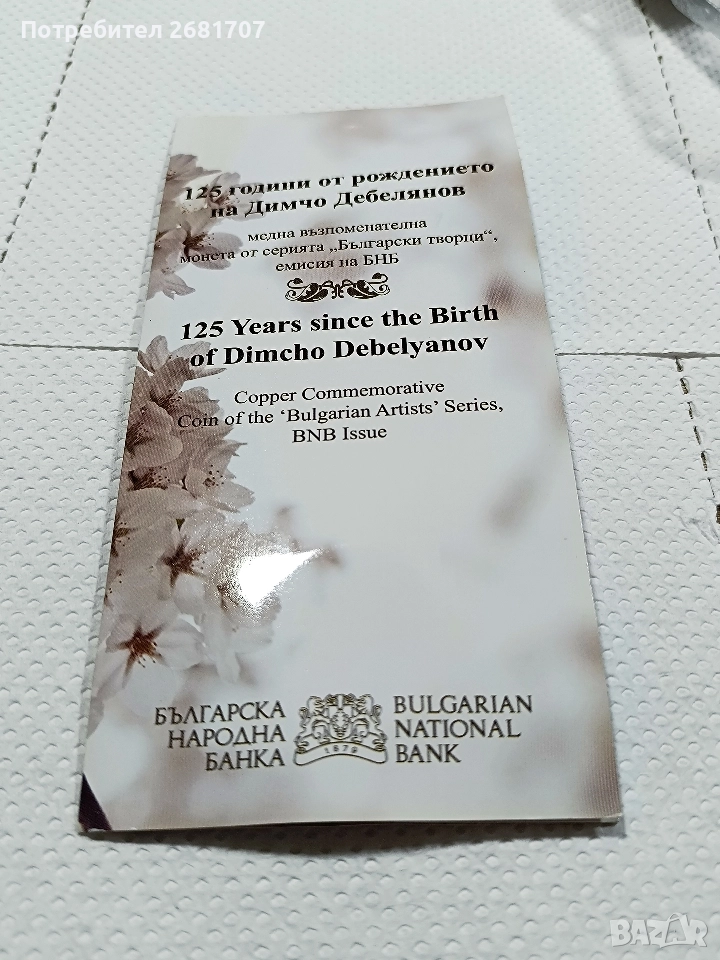 Потребител 2681707
125 години от рождението
на Димчо Дебелянов
медна възпоменателна
монета от серията „Български творци“,
емисия на БНБ
125 Years since the Birth
of Dimcho Debelyanov
Copper Commemorative
Coin of the ‘Bulgarian Artists’ Series,
BNB Issue
БЪЛГАРСКА
НАРОДНА
БАНКА
1879
BULGARIAN
NATIONAL
BANK
BAZAR